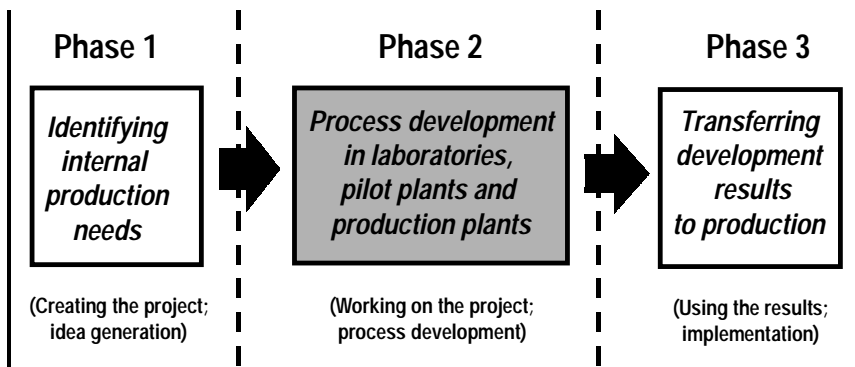 Phase 1
Identifying
internal
production
needs
(Creating the project;
idea generation)
Phase 2
Process development
in laboratories,
pilot plants and
production plants
(Working on the project;
process development)
Phase 3
Transferring
development
results
to production
(Using the results;
implementation)